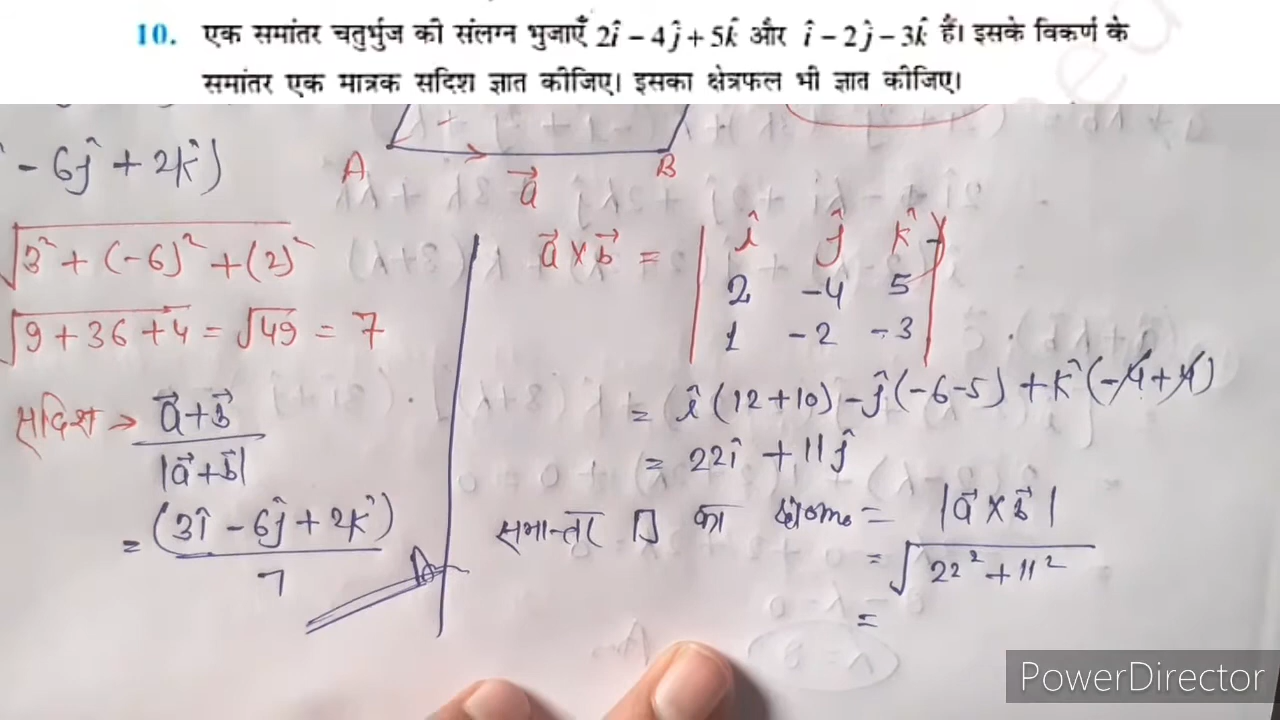 10. एक समांतर चतुर्भुज की संलग्न भुजाएँ 2î − 4ĵ + 5k̂ और î − 2ĵ − 3k̂ हैं। इसके विकर्ण के
समांतर एक मात्रक सदिश ज्ञात कीजिए। इसका क्षेत्रफल भी ज्ञात कीजिए।
- 6ĵ + 2k̂)
√3² + (-6)² + (2)²
√9 + 36 + 4 = √49 = 7
सदिश → a⃗+b⃗ / |a⃗+b⃗|
= (3î - 6ĵ + 2k̂) / 7
A B
a⃗
a⃗ × b⃗ = | î ĵ k̂ |
2 -4 5
1 -2 -3
= î (12+10) - ĵ (-6-5) + k̂ (-4+4)
= 22î + 11ĵ
समान्तर ▱ का = |a⃗ × b⃗|
= √22² + 11²
=
PowerDirector